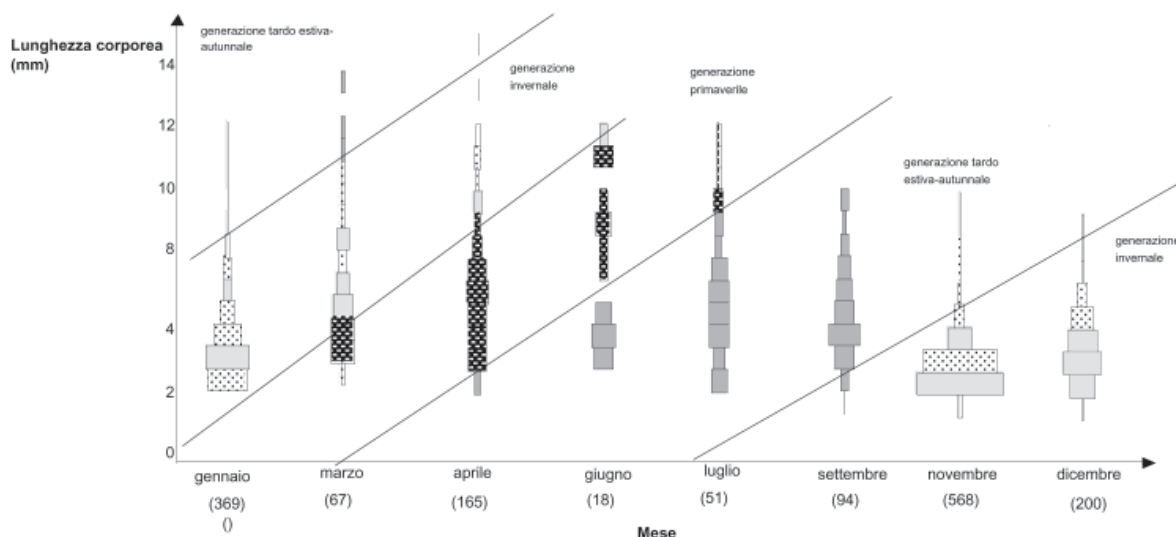 Lunghezza corporea
(mm)
generazione tardo estiva-
autunnale
generazione
invernale
generazione
primaverile
generazione tardo
estiva-autunnale
generazione
invernale
14
12
10
8
4
2
0
gennaio
marzo
aprile
giugno
luglio
settembre
novembre
dicembre
(369)
(67)
(165)
(18)
(51)
(94)
(568)
(200)
()
Mese